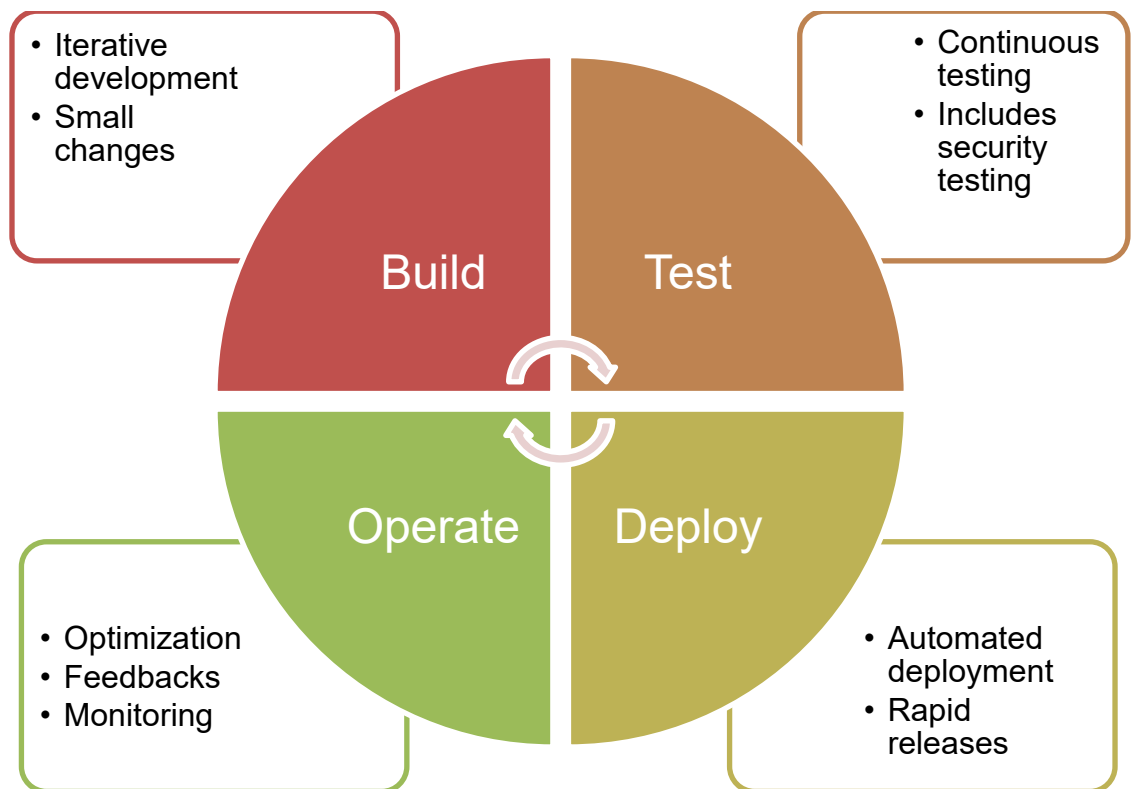 • Iterative
development
• Small
changes
• Continuous
testing
• Includes
security
testing
Build
Test
Operate
Deploy
• Optimization
• Feedbacks
• Monitoring
• Automated
deployment
• Rapid
releases